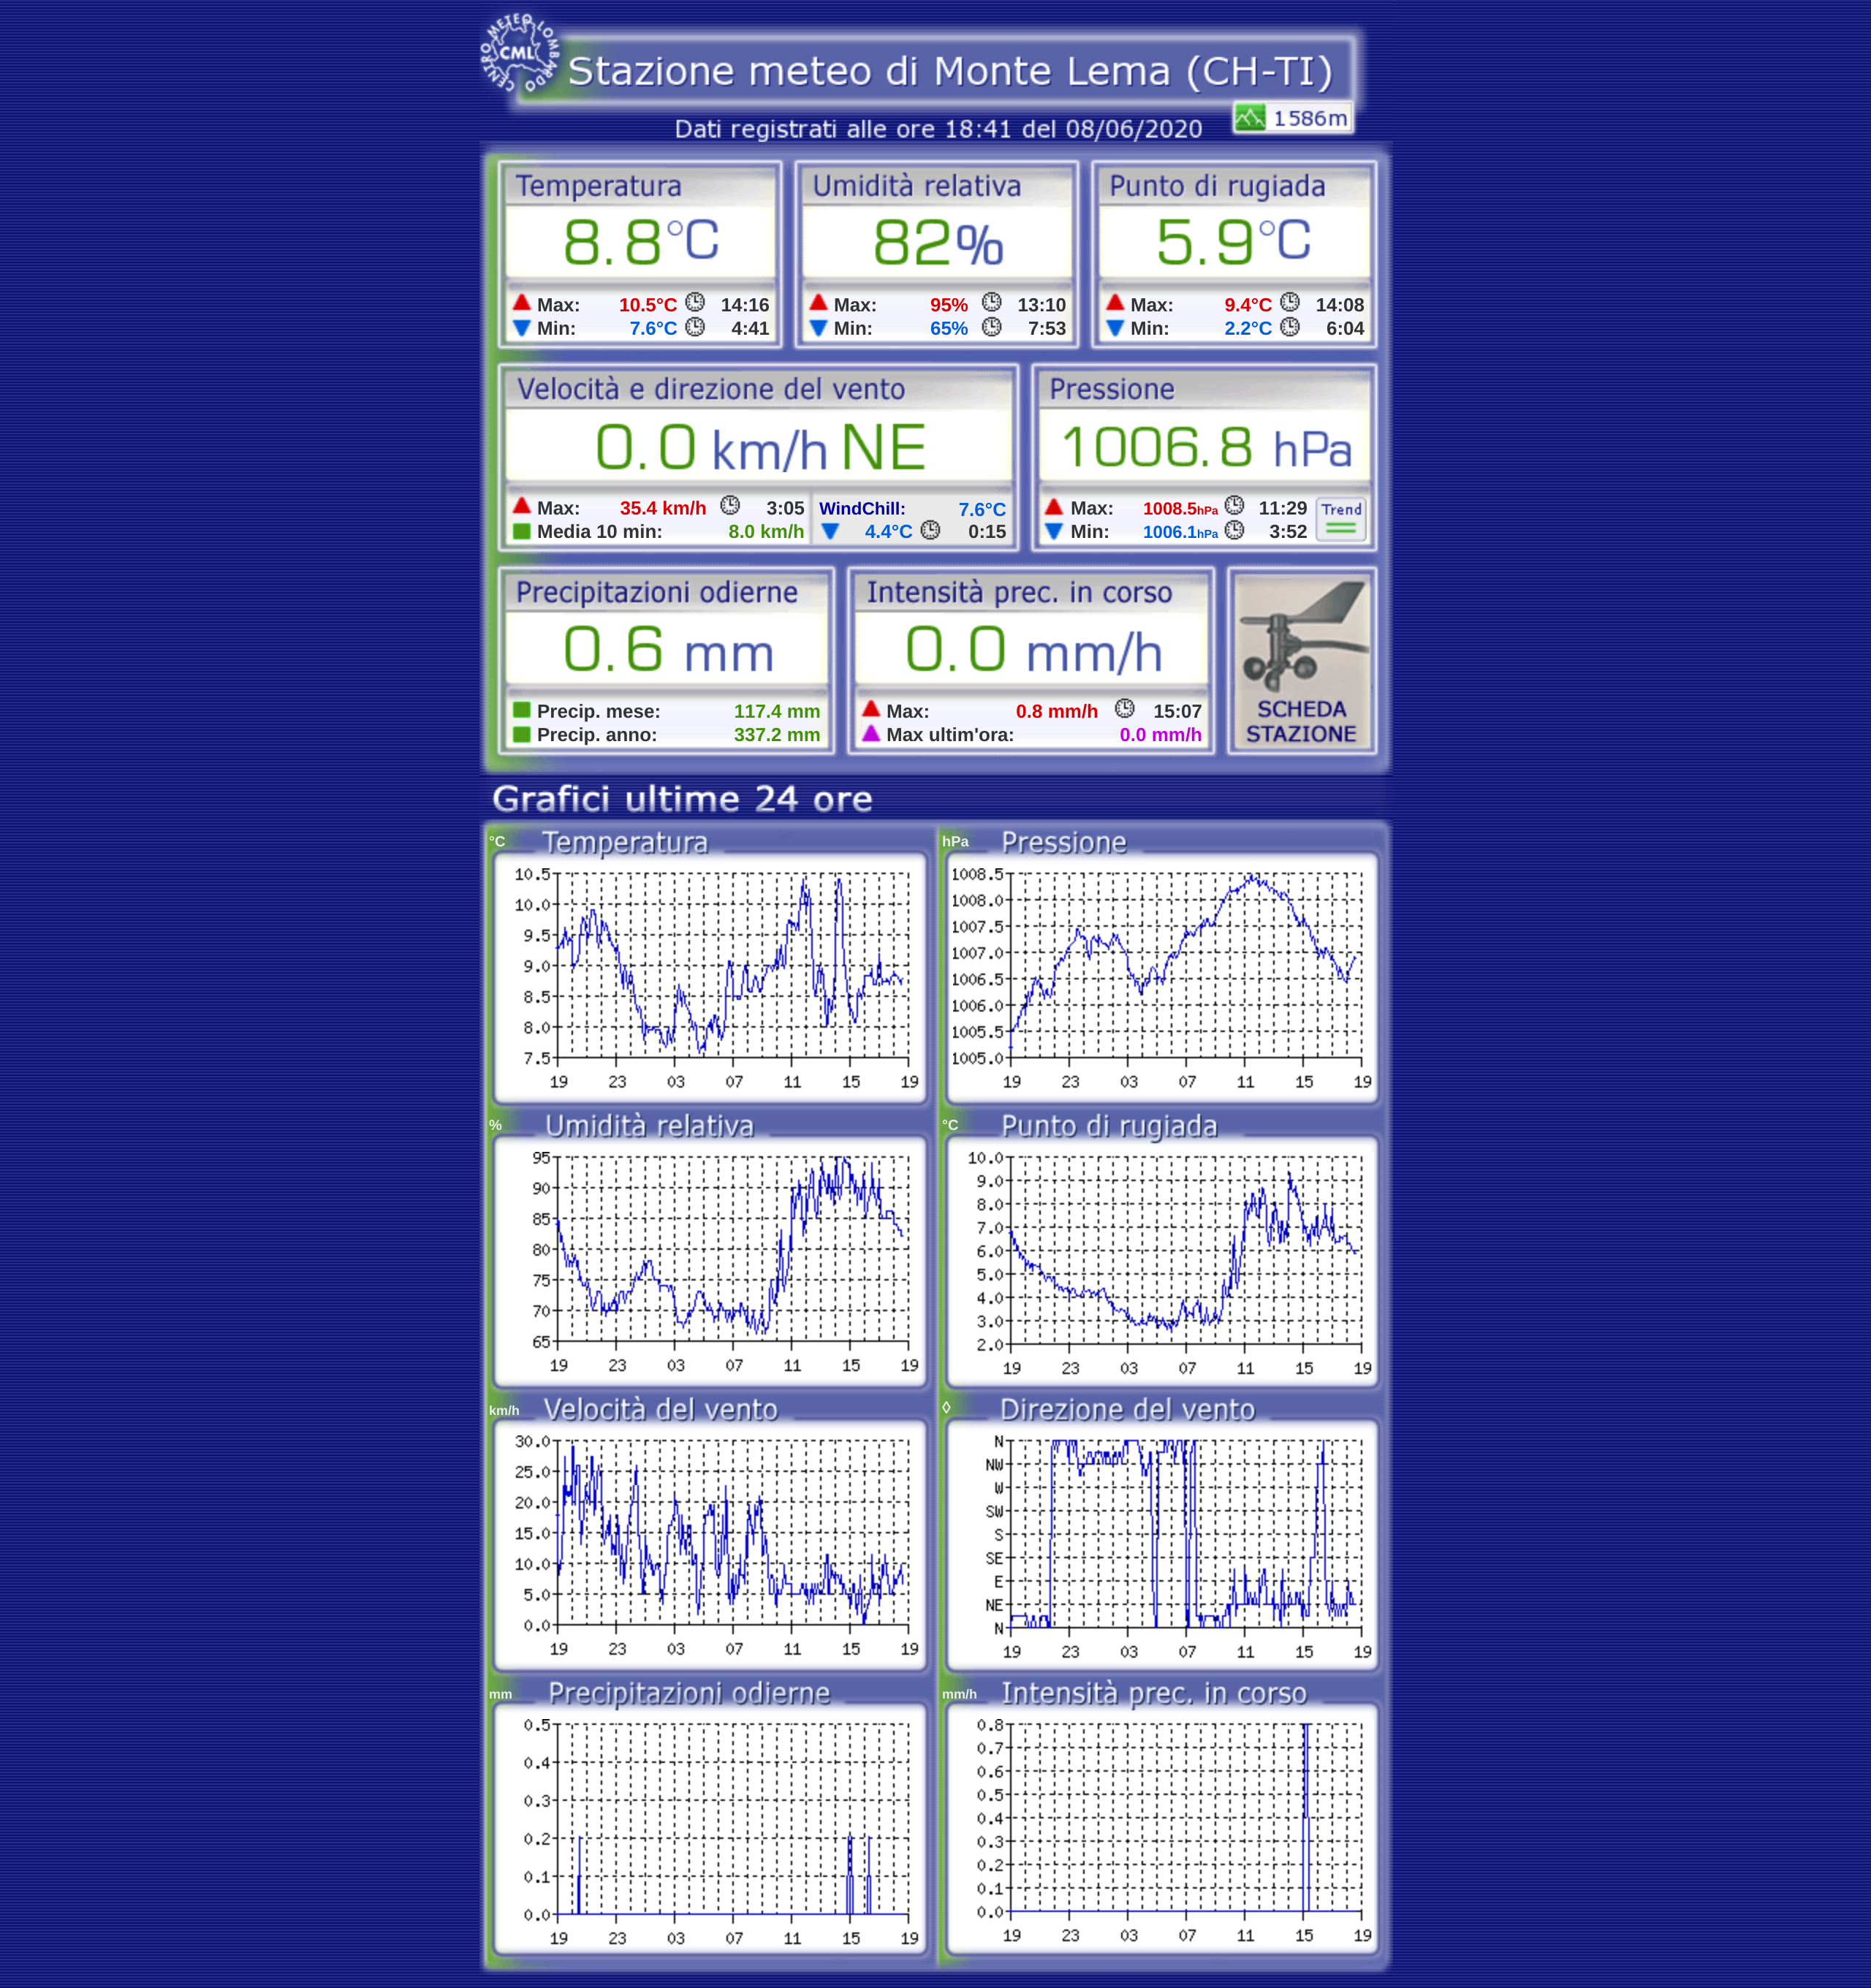 CENTRO METEO LOMBARDO
CML
Stazione meteo di Monte Lema (CH-TI)
1586m
Dati registrati alle ore 18:41 del 08/06/2020
Temperatura
8.8°C
Max: 10.5°C 14:16
Min: 7.6°C 4:41
Umidità relativa
82%
Max: 95% 13:10
Min: 65% 7:53
Punto di rugiada
5.9°C
Max: 9.4°C 14:08
Min: 2.2°C 6:04
Velocità e direzione del vento
0.0 km/h NE
Max: 35.4 km/h 3:05
Media 10 min: 8.0 km/h
WindChill: 7.6°C
4.4°C 0:15
Pressione
1006.8 hPa
Max: 1008.5hPa 11:29
Min: 1006.1hPa 3:52
Trend
Precipitazioni odierne
0.6 mm
Precip. mese: 117.4 mm
Precip. anno: 337.2 mm
Intensità prec. in corso
0.0 mm/h
Max: 0.8 mm/h 15:07
Max ultim'ora: 0.0 mm/h
SCHEDA
STAZIONE
Grafici ultime 24 ore
°C Temperatura
10.5
10.0
9.5
9.0
8.5
8.0
7.5
19 23 03 07 11 15 19
hPa Pressione
1008.5
1008.0
1007.5
1007.0
1006.5
1006.0
1005.5
1005.0
19 23 03 07 11 15 19
% Umidità relativa
95
90
85
80
75
70
65
19 23 03 07 11 15 19
°C Punto di rugiada
10.0
9.0
8.0
7.0
6.0
5.0
4.0
3.0
2.0
19 23 03 07 11 15 19
km/h Velocità del vento
30.0
25.0
20.0
15.0
10.0
5.0
0.0
19 23 03 07 11 15 19
◊ Direzione del vento
N
NW
W
SW
S
SE
E
NE
N
19 23 03 07 11 15 19
mm Precipitazioni odierne
0.5
0.4
0.3
0.2
0.1
0.0
19 23 03 07 11 15 19
mm/h Intensità prec. in corso
0.8
0.7
0.6
0.5
0.4
0.3
0.2
0.1
0.0
19 23 03 07 11 15 19